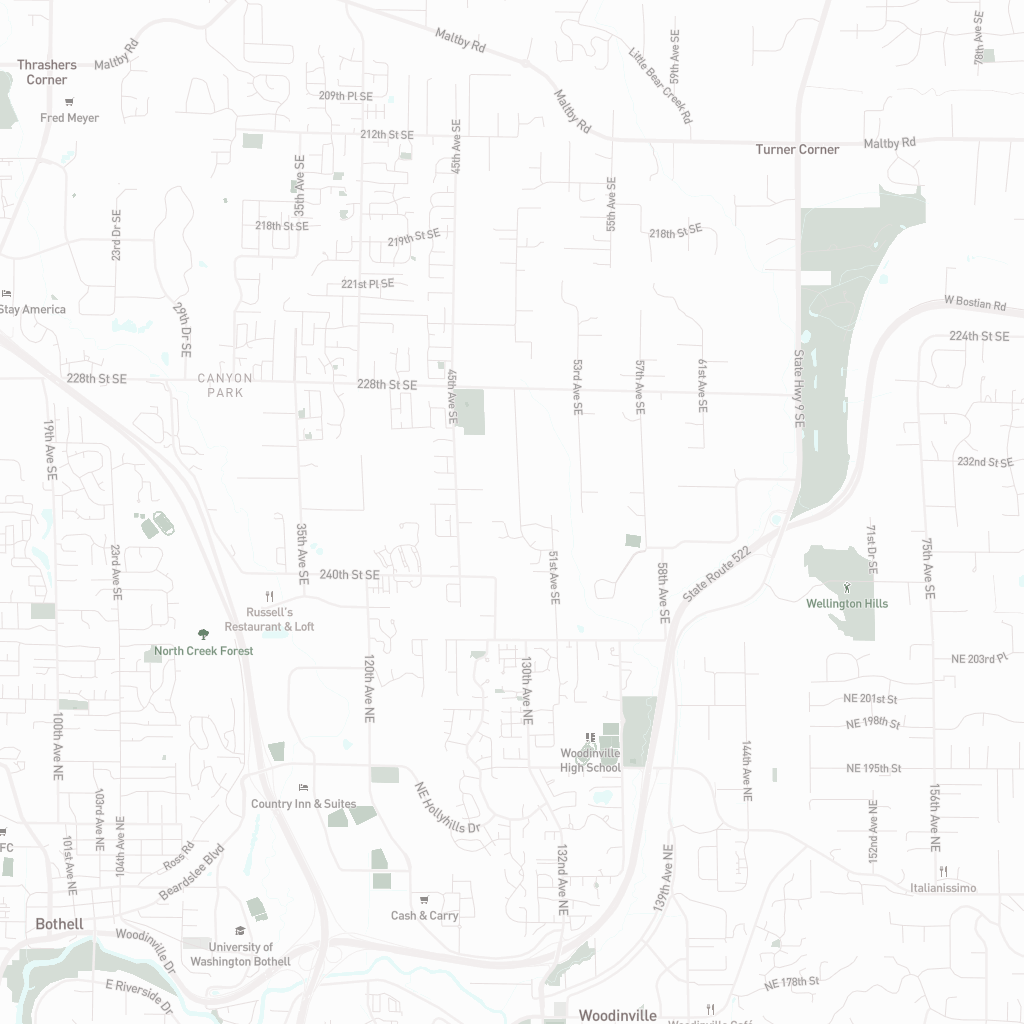 Maltby Rd
Thrashers
Corner
Maltby Rd
59th Ave SE
78th Ave SE
Little Bear Creek Rd
Fred Meyer
209th Pl SE
Maltby Rd
212th St SE
45th Ave SE
Turner Corner
Maltby Rd
35th Ave SE
55th Ave SE
23rd Dr SE
218th St SE
219th St SE
218th St SE
221st Pl SE
Stay America
29th Dr SE
W Bostian Rd
224th St SE
228th St SE
CANYON
PARK
228th St SE
45th Ave SE
53rd Ave SE
57th Ave SE
61st Ave SE
State Hwy 9 SE
19th Ave SE
232nd St SE
35th Ave SE
23rd Ave SE
240th St SE
51st Ave SE
58th Ave SE
State Route 522
71st Dr SE
75th Ave SE
Wellington Hills
Russell's
Restaurant & Loft
North Creek Forest
120th Ave NE
130th Ave NE
NE 203rd Pl
NE 201st St
NE 198th St
100th Ave NE
Woodinville
High School
144th Ave NE
NE 195th St
Country Inn & Suites
NE Hollyhills Dr
103rd Ave NE
104th Ave NE
101st Ave NE
FC
152nd Ave NE
156th Ave NE
Ross Rd
Beardslee Blvd
132nd Ave NE
139th Ave NE
Italianissimo
Cash & Carry
Bothell
Woodinville Dr
University of
Washington Bothell
E Riverside Dr
NE 178th St
Woodinville
Woodinville Café